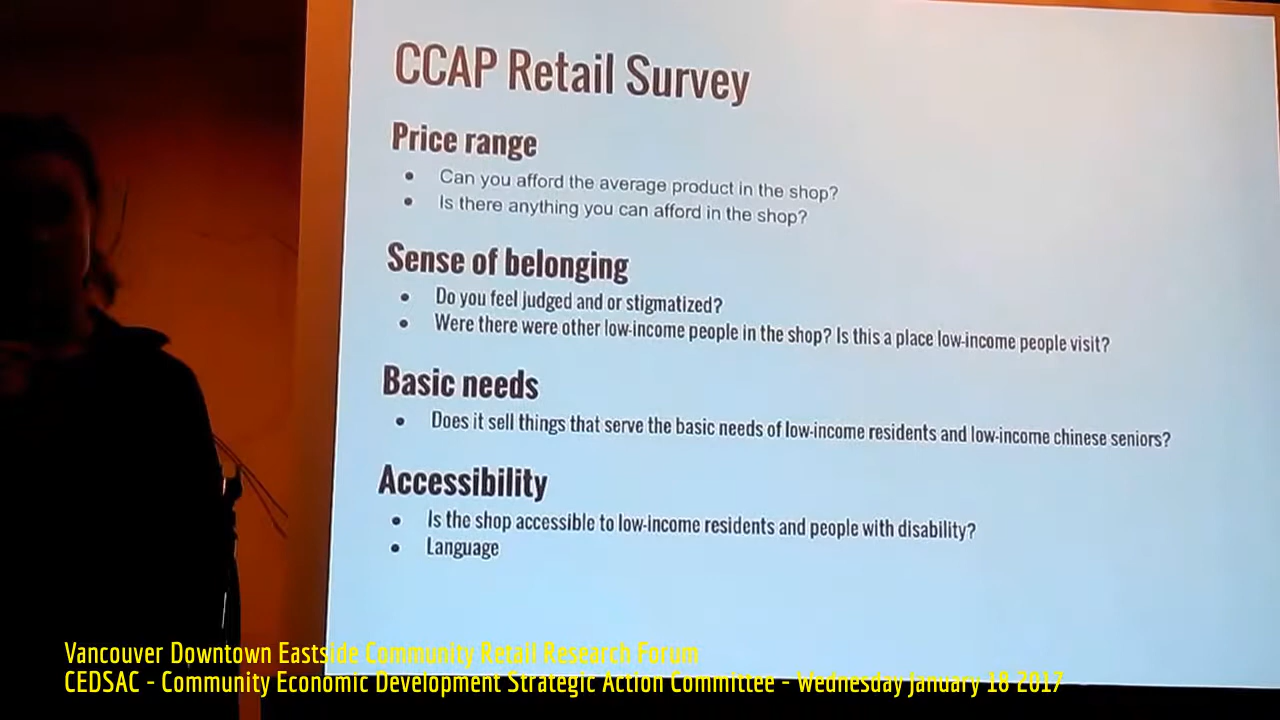 CCAP Retail Survey
Price range
• Can you afford the average product in the shop?
• Is there anything you can afford in the shop?
Sense of belonging
• Do you feel judged and or stigmatized?
• Were there were other low-income people in the shop? Is this a place low-income people visit?
Basic needs
• Does it sell things that serve the basic needs of low-income residents and low-income chinese seniors?
Accessibility
• Is the shop accessible to low-income residents and people with disability?
• Language
Vancouver Downtown Eastside Community Retail Research Forum
CEDSAC - Community Economic Development Strategic Action Committee - Wednesday January 18 2017